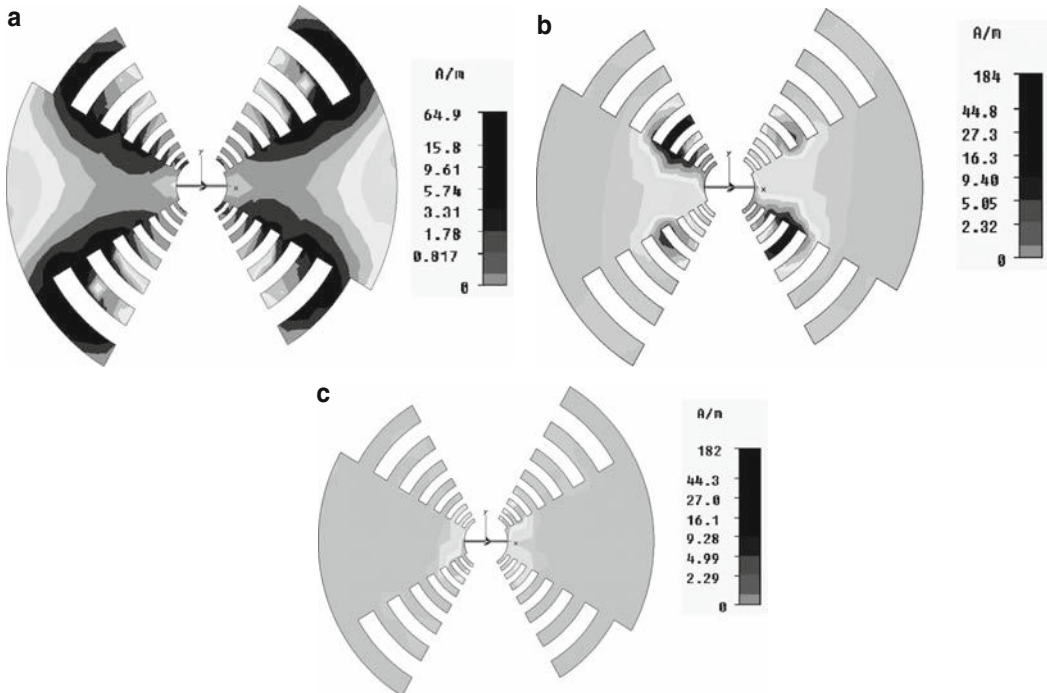 a
A/m
64.9
15.8
9.61
5.74
3.31
1.78
0.817
0
y
x
b
A/m
184
44.8
27.3
16.3
9.40
5.05
2.32
0
y
x
c
A/m
182
44.3
27.0
16.1
9.28
4.99
2.29
0
y
x